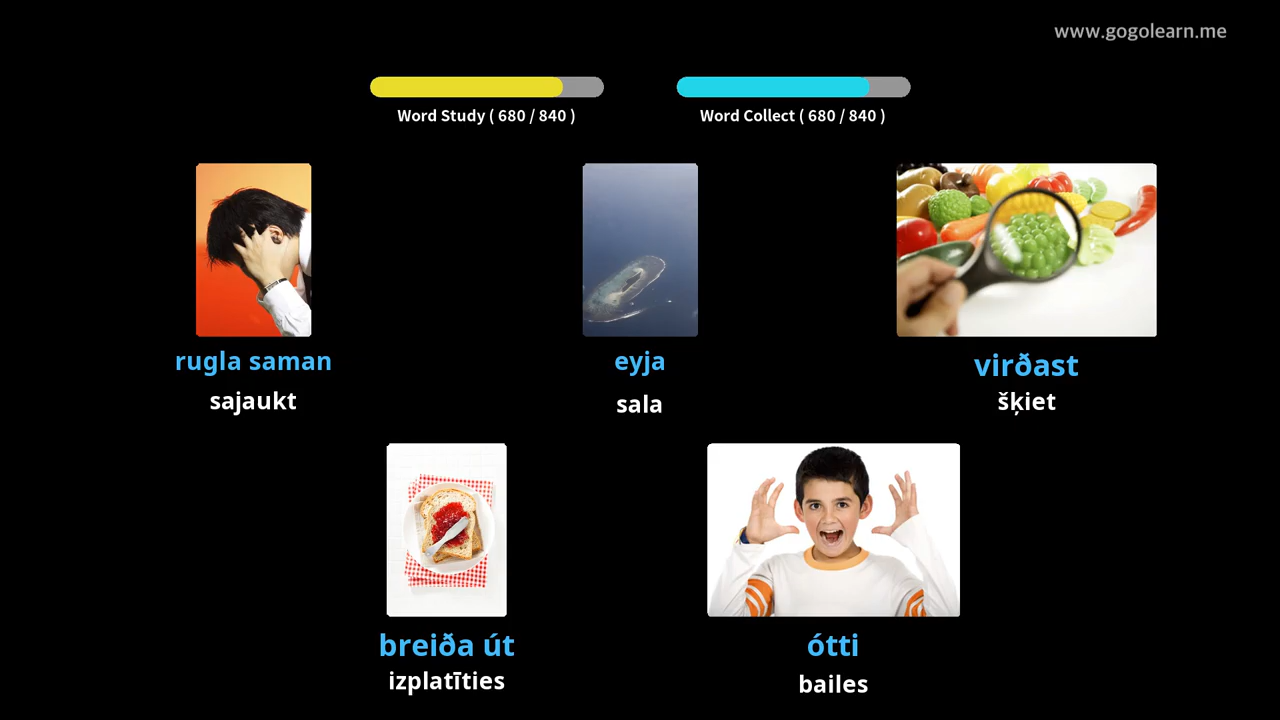 www.gogolearn.me
Word Study ( 680 / 840 )
Word Collect ( 680 / 840 )
rugla saman
sajaukt
eyja
sala
virðast
šķiet
breiða út
izplatīties
ótti
bailes